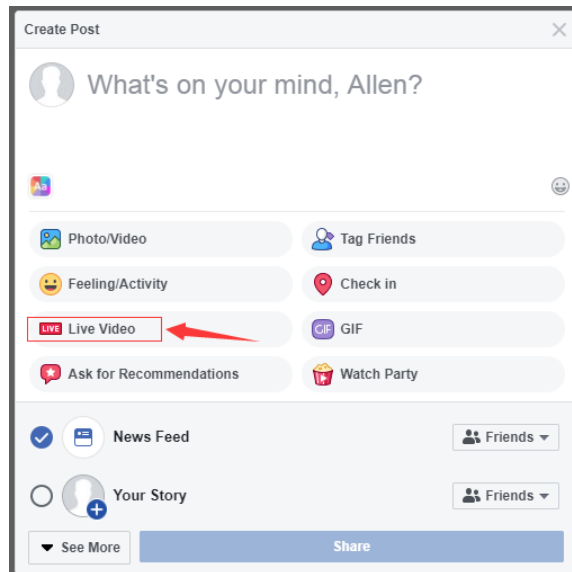 Create Post
What's on your mind, Allen?
Aa
Photo/Video
Tag Friends
Feeling/Activity
Check in
LIVE Live Video
GIF GIF
Ask for Recommendations
Watch Party
News Feed
Friends
Your Story
Friends
See More
Share